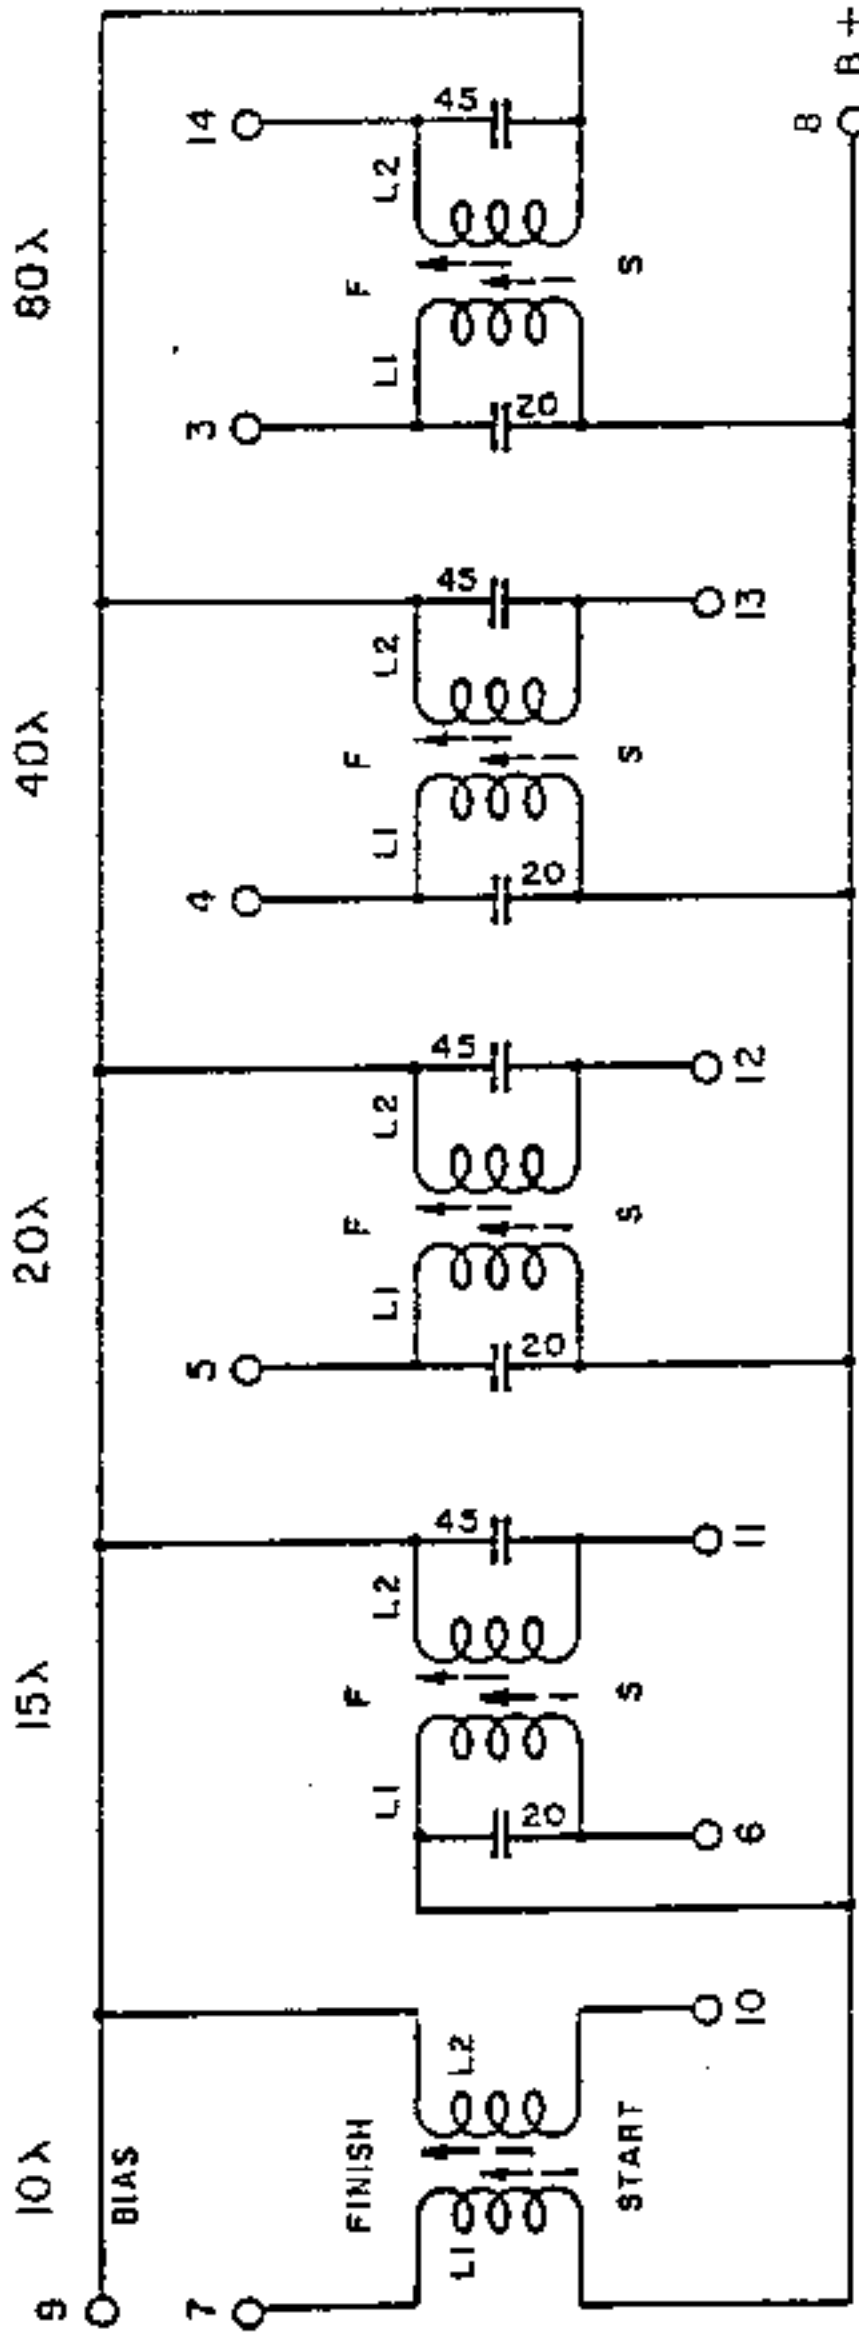 10λ 15λ 20λ 40λ 80λ
9
BIAS
7 5 4 3 14
FINISH F F F F
L1 L2 L1 L2 L1 L2 L1 L2
L1 L2
45 45 45 45
20 20 20 20
START S S S S
10 6 11 12 13
8
B+